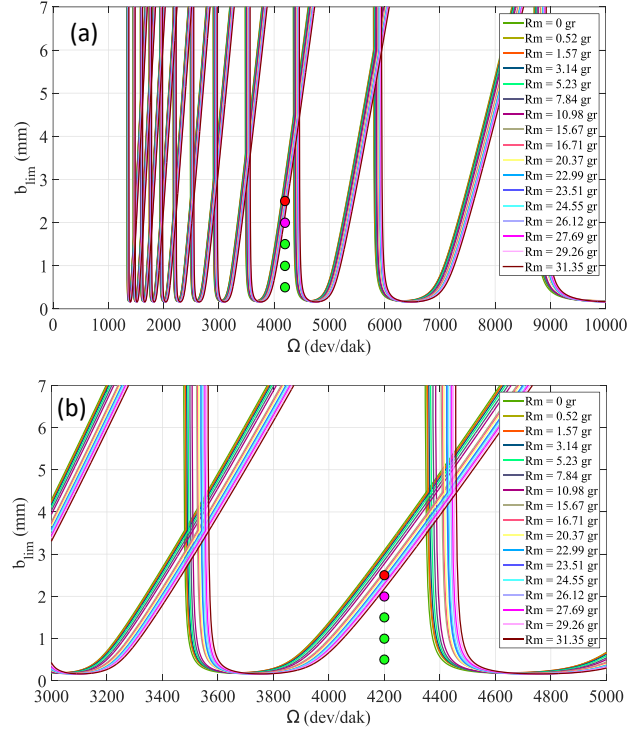 (a)
7
6
5
4
3
2
1
0
b_lim (mm)
0 1000 2000 3000 4000 5000 6000 7000 8000 9000 10000
Ω (dev/dak)
Rm = 0 gr
Rm = 0.52 gr
Rm = 1.57 gr
Rm = 3.14 gr
Rm = 5.23 gr
Rm = 7.84 gr
Rm = 10.98 gr
Rm = 15.67 gr
Rm = 16.71 gr
Rm = 20.37 gr
Rm = 22.99 gr
Rm = 23.51 gr
Rm = 24.55 gr
Rm = 26.12 gr
Rm = 27.69 gr
Rm = 29.26 gr
Rm = 31.35 gr
(b)
7
6
5
4
3
2
1
0
b_lim (mm)
3000 3200 3400 3600 3800 4000 4200 4400 4600 4800 5000
Ω (dev/dak)
Rm = 0 gr
Rm = 0.52 gr
Rm = 1.57 gr
Rm = 3.14 gr
Rm = 5.23 gr
Rm = 7.84 gr
Rm = 10.98 gr
Rm = 15.67 gr
Rm = 16.71 gr
Rm = 20.37 gr
Rm = 22.99 gr
Rm = 23.51 gr
Rm = 24.55 gr
Rm = 26.12 gr
Rm = 27.69 gr
Rm = 29.26 gr
Rm = 31.35 gr